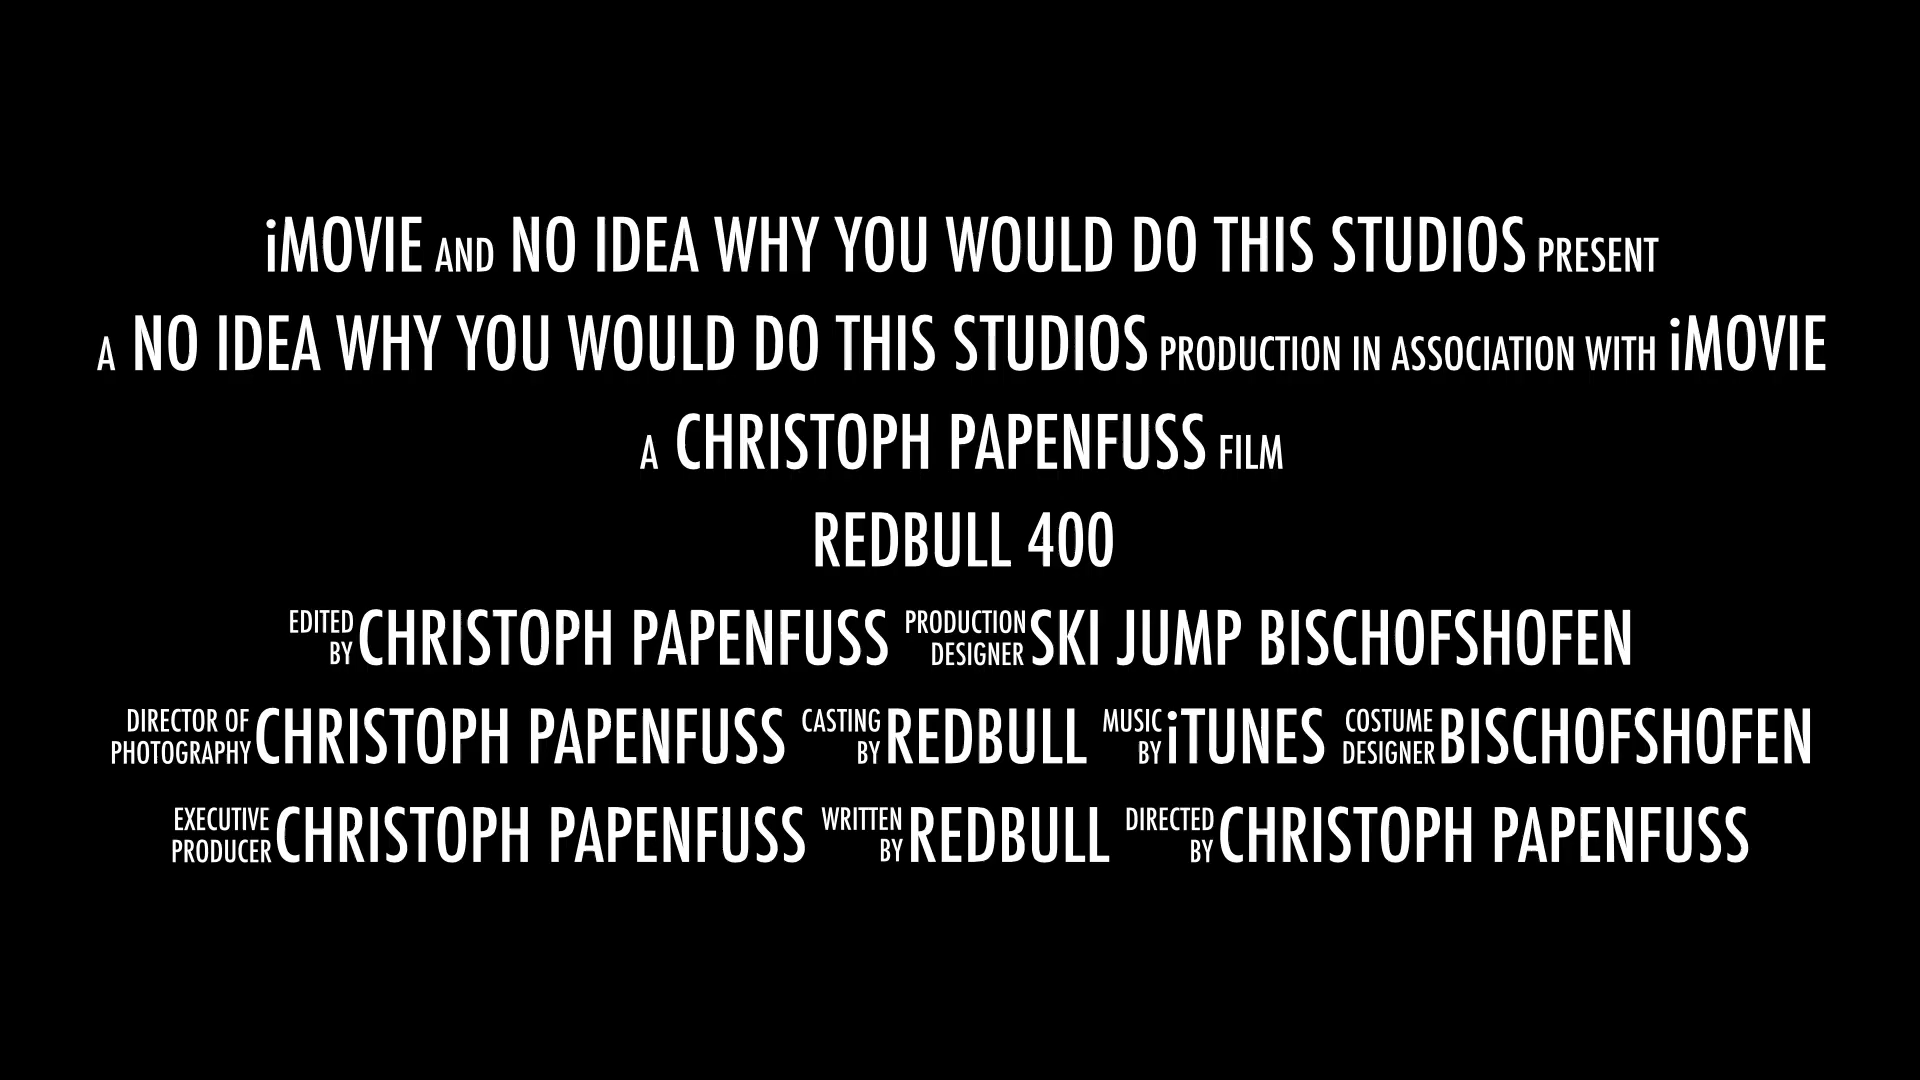 iMOVIE AND NO IDEA WHY YOU WOULD DO THIS STUDIOS PRESENT
A NO IDEA WHY YOU WOULD DO THIS STUDIOS PRODUCTION IN ASSOCIATION WITH iMOVIE
A CHRISTOPH PAPENFUSS FILM
REDBULL 400
EDITED BY CHRISTOPH PAPENFUSS PRODUCTION DESIGNER SKI JUMP BISCHOFSHOFEN
DIRECTOR OF PHOTOGRAPHY CHRISTOPH PAPENFUSS CASTING BY REDBULL MUSIC BY iTUNES COSTUME DESIGNER BISCHOFSHOFEN
EXECUTIVE PRODUCER CHRISTOPH PAPENFUSS WRITTEN BY REDBULL DIRECTED BY CHRISTOPH PAPENFUSS